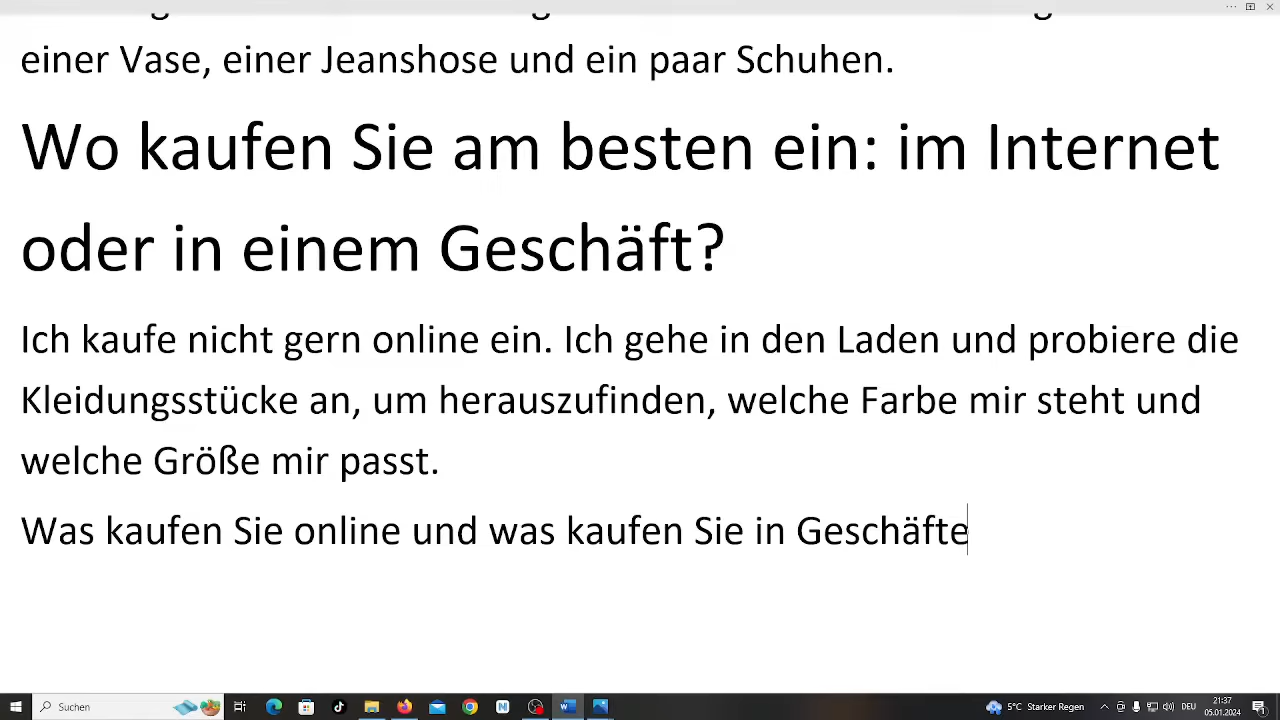 einer Vase, einer Jeanshose und ein paar Schuhen.
Wo kaufen Sie am besten ein: im Internet
oder in einem Geschäft?
Ich kaufe nicht gern online ein. Ich gehe in den Laden und probiere die
Kleidungsstücke an, um herauszufinden, welche Farbe mir steht und
welche Größe mir passt.
Was kaufen Sie online und was kaufen Sie in Geschäfte
Suchen
5°C Starker Regen
DEU
21:37
05.01.2024